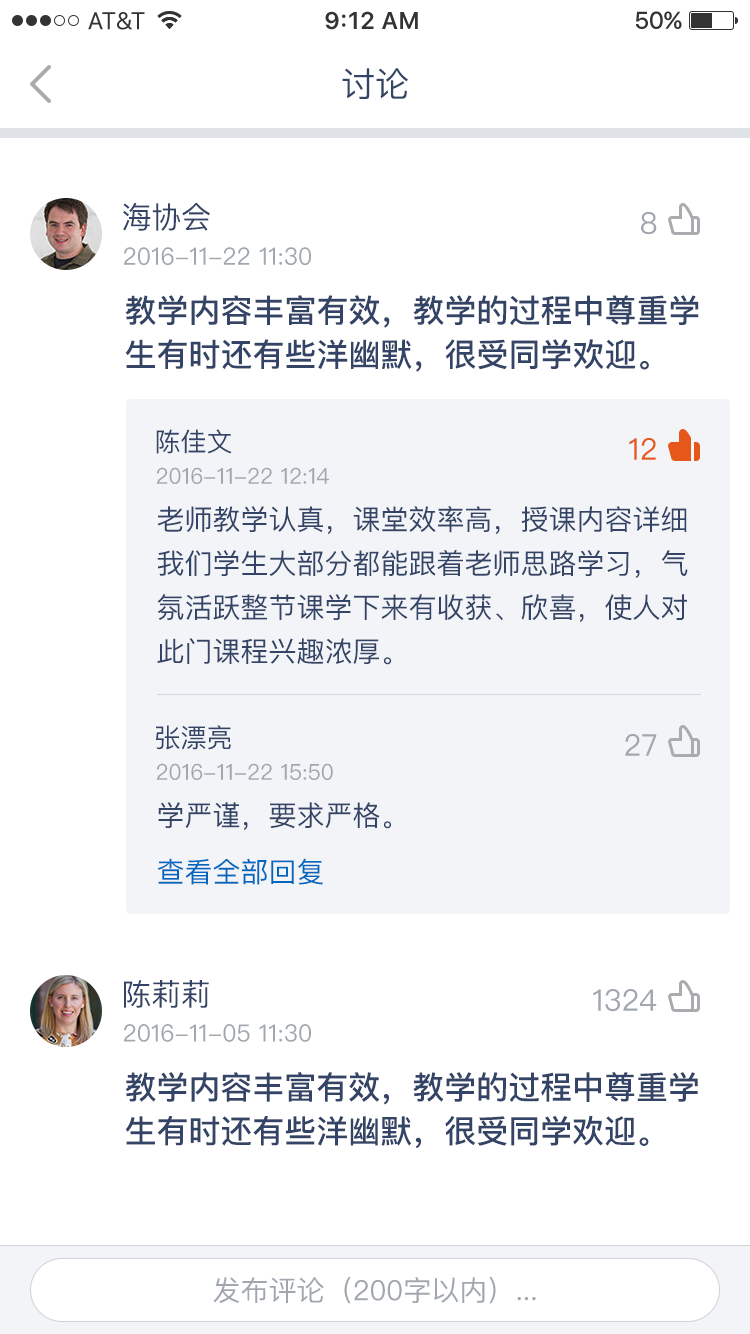 AT&T 9:12 AM 50%
讨论
海协会 8
2016-11-22 11:30
教学内容丰富有效，教学的过程中尊重学
生有时还有些洋幽默，很受同学欢迎。
陈佳文 12
2016-11-22 12:14
老师教学认真，课堂效率高，授课内容详细
我们学生大部分都能跟着老师思路学习，气
氛活跃整节课学下来有收获、欣喜，使人对
此门课程兴趣浓厚。
张漂亮 27
2016-11-22 15:50
学严谨，要求严格。
查看全部回复
陈莉莉 1324
2016-11-05 11:30
教学内容丰富有效，教学的过程中尊重学
生有时还有些洋幽默，很受同学欢迎。
发布评论（200字以内）...